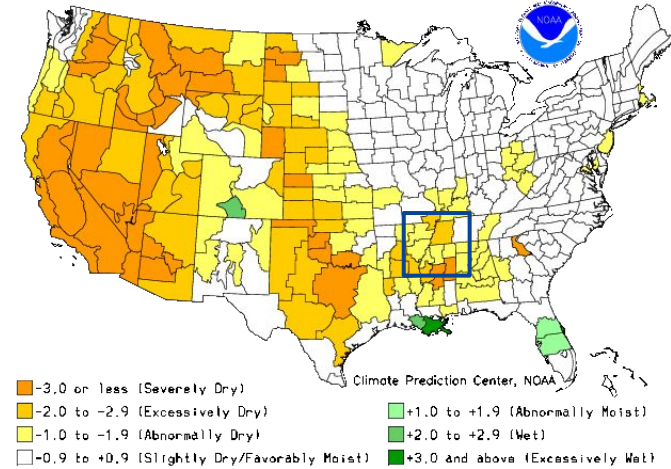 NOAA
Climate Prediction Center, NOAA
-3.0 or less (Severely Dry)
-2.0 to -2.9 (Excessively Dry)
-1.0 to -1.9 (Abnormally Dry)
-0.9 to +0.9 (Slightly Dry/Favorably Moist)
+1.0 to +1.9 (Abnormally Moist)
+2.0 to +2.9 (Wet)
+3.0 and above (Excessively Wet)